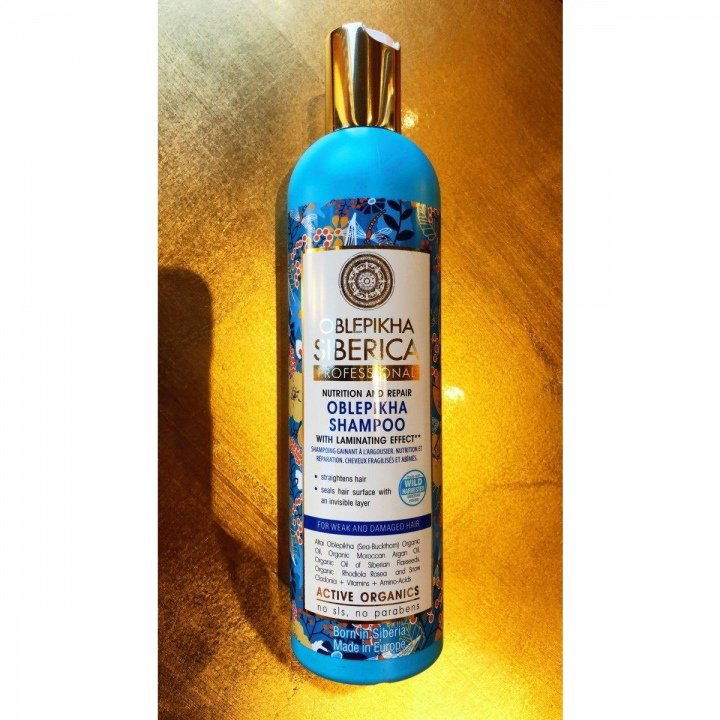 OBLEPIKHA
SIBERICA
PROFESSIONAL
NUTRITION AND REPAIR
OBLEPIKHA
SHAMPOO
WITH LAMINATING EFFECT**
SHAMPOOING GAINANT À L'ARGOUSIER. NUTRITION ET
RÉPARATION. CHEVEUX FRAGILISÉS ET ABÎMÉS.
• straightens hair
• seals hair surface with
an invisible layer
WILD
HARVESTED
FOR WEAK AND DAMAGED HAIR
Altai Oblepikha (Sea-Buckthorn) Organic
Oil, Organic Moroccan Argan Oil,
Organic Oil of Siberian Flaxseeds,
Organic Rhodiola Rosea and Snow
Cladonia + Vitamins + Amino-Acids
ACTIVE ORGANICS
no sls, no parabens
Born in Siberia
Made in Europe